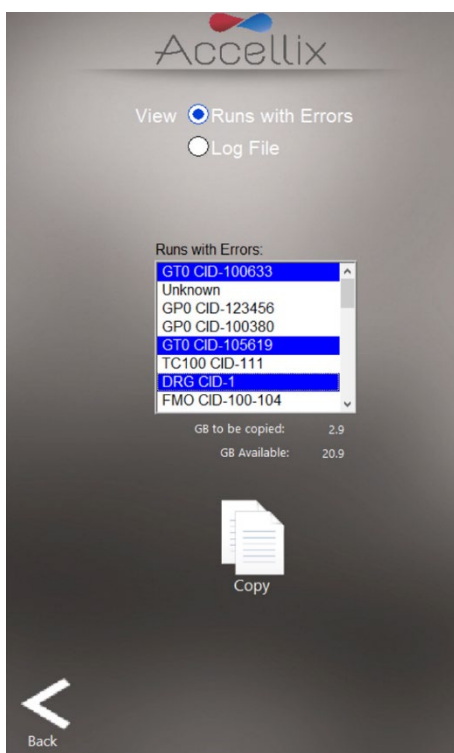 Accellix
View Runs with Errors
Log File
Runs with Errors:
GT0 CID-100633
Unknown
GP0 CID-123456
GP0 CID-100380
GT0 CID-105619
TC100 CID-111
DRG CID-1
FMO CID-100-104
GB to be copied: 2.9
GB Available: 20.9
Copy
Back